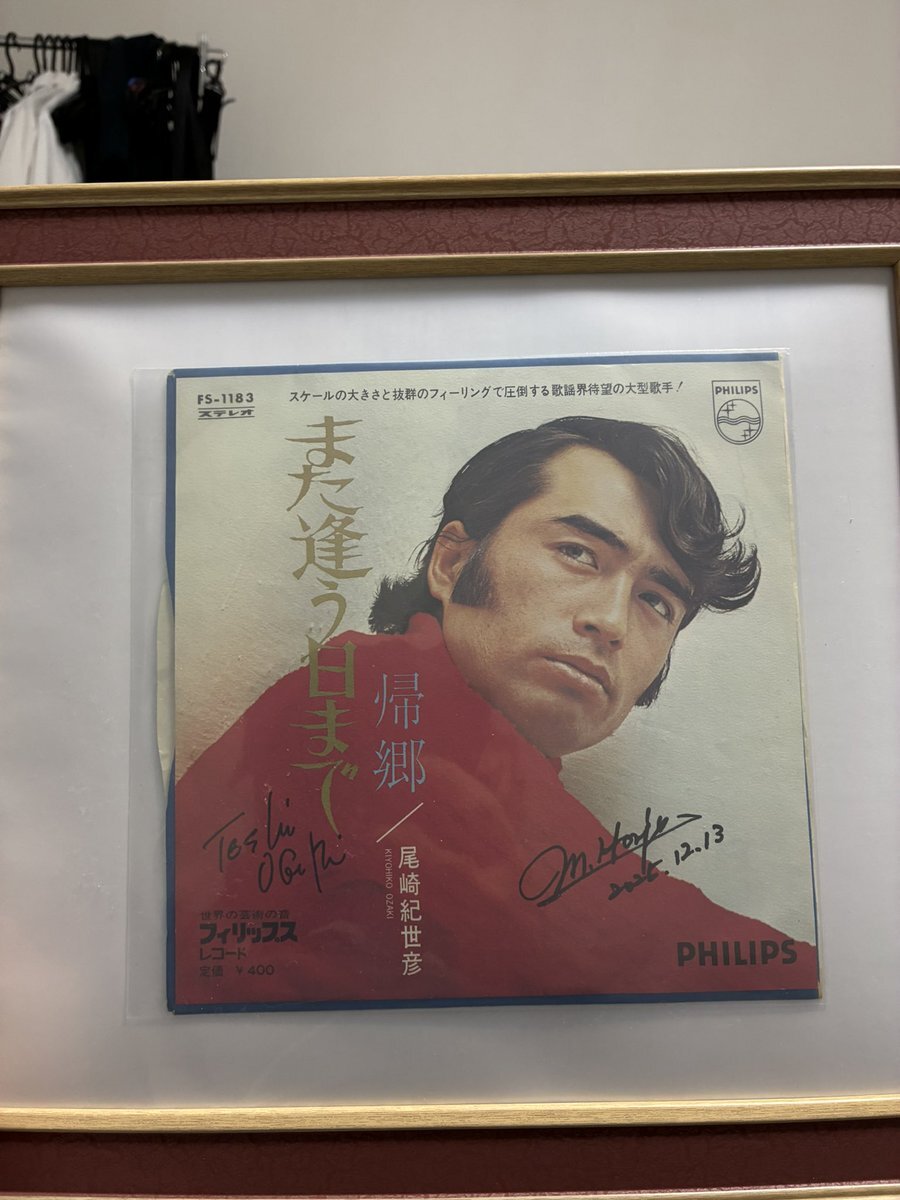 FS-1183
ステレオ
スケールの大きさと抜群のフィーリングで圧倒する歌謡界待望の大型歌手!
PHILIPS
また逢う日まで
帰郷/尾崎紀世彦
KIYOHIKO OZAKI
Toshi
M.Honju
12.13
世界の芸術の音
フィリップス
レコード
定価 ¥400
PHILIPS